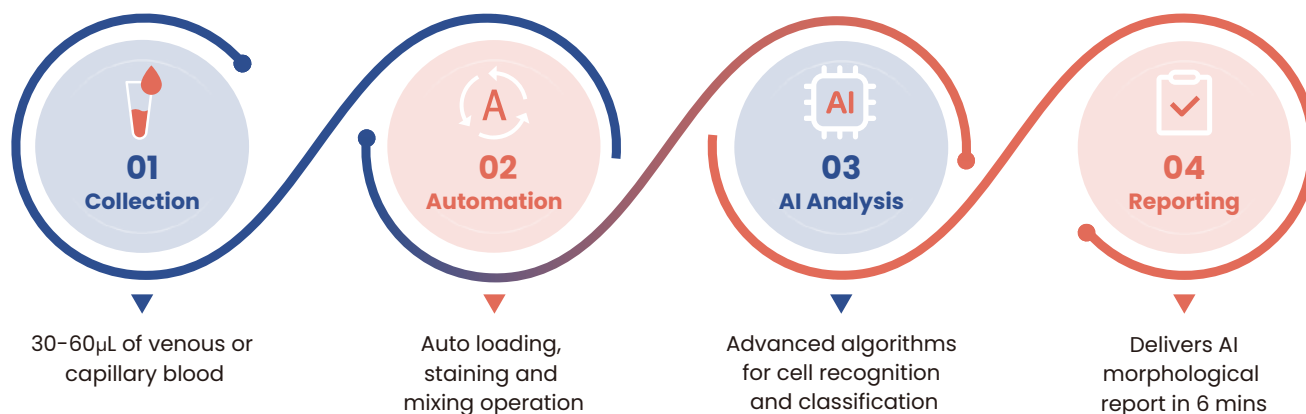 01
Collection
30-60μL of venous or
capillary blood
A
02
Automation
Auto loading,
staining and
mixing operation
AI
03
AI Analysis
Advanced algorithms
for cell recognition
and classification
04
Reporting
Delivers AI
morphological
report in 6 mins